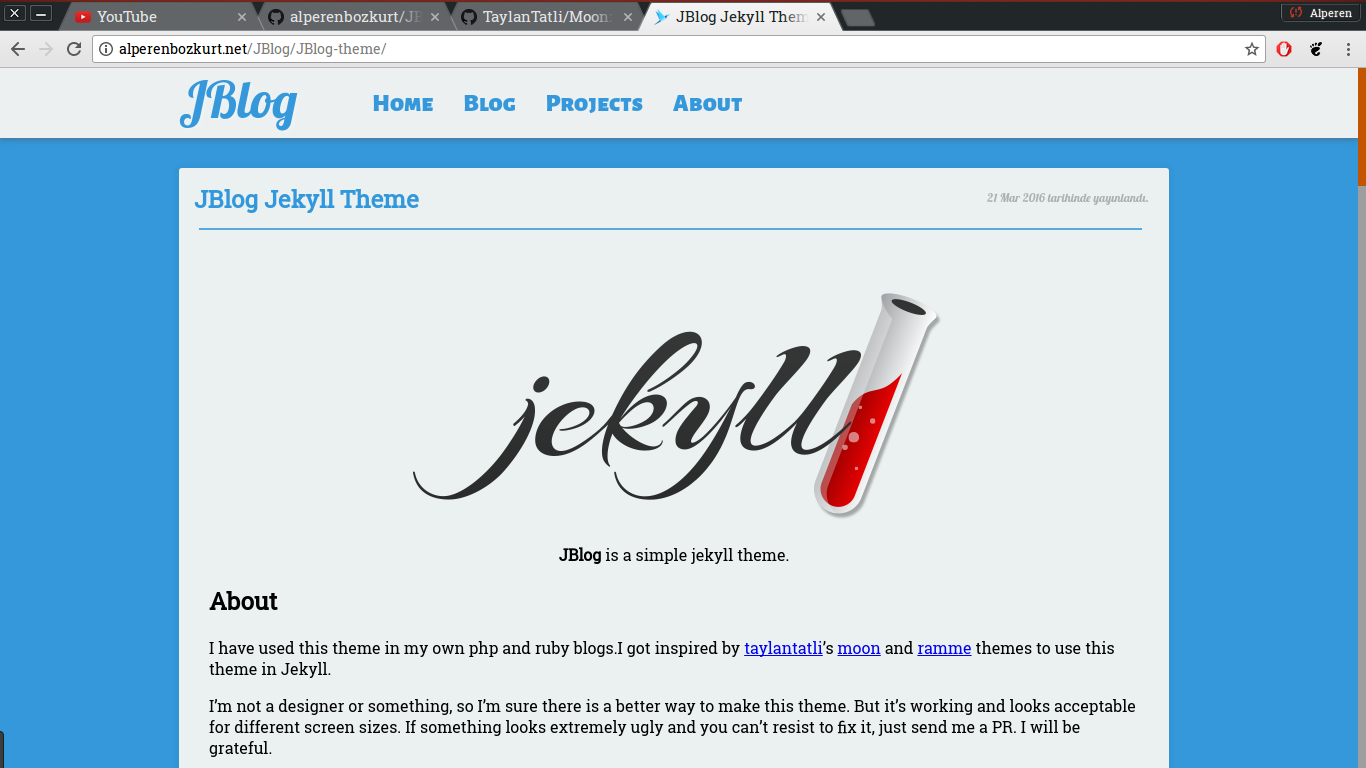 YouTube
alperenbozkurt/JB
TaylanTatli/Moon:
JBlog Jekyll Them
Alperen
alperenbozkurt.net/JBlog/JBlog-theme/
JBlog
Home
Blog
Projects
About
JBlog Jekyll Theme
21 Mar 2016 tarihinde yayınlandı.
jekyll
JBlog is a simple jekyll theme.
About
I have used this theme in my own php and ruby blogs.I got inspired by taylantatli’s moon and ramme themes to use this
theme in Jekyll.
I’m not a designer or something, so I’m sure there is a better way to make this theme. But it’s working and looks acceptable
for different screen sizes. If something looks extremely ugly and you can’t resist to fix it, just send me a PR. I will be
grateful.